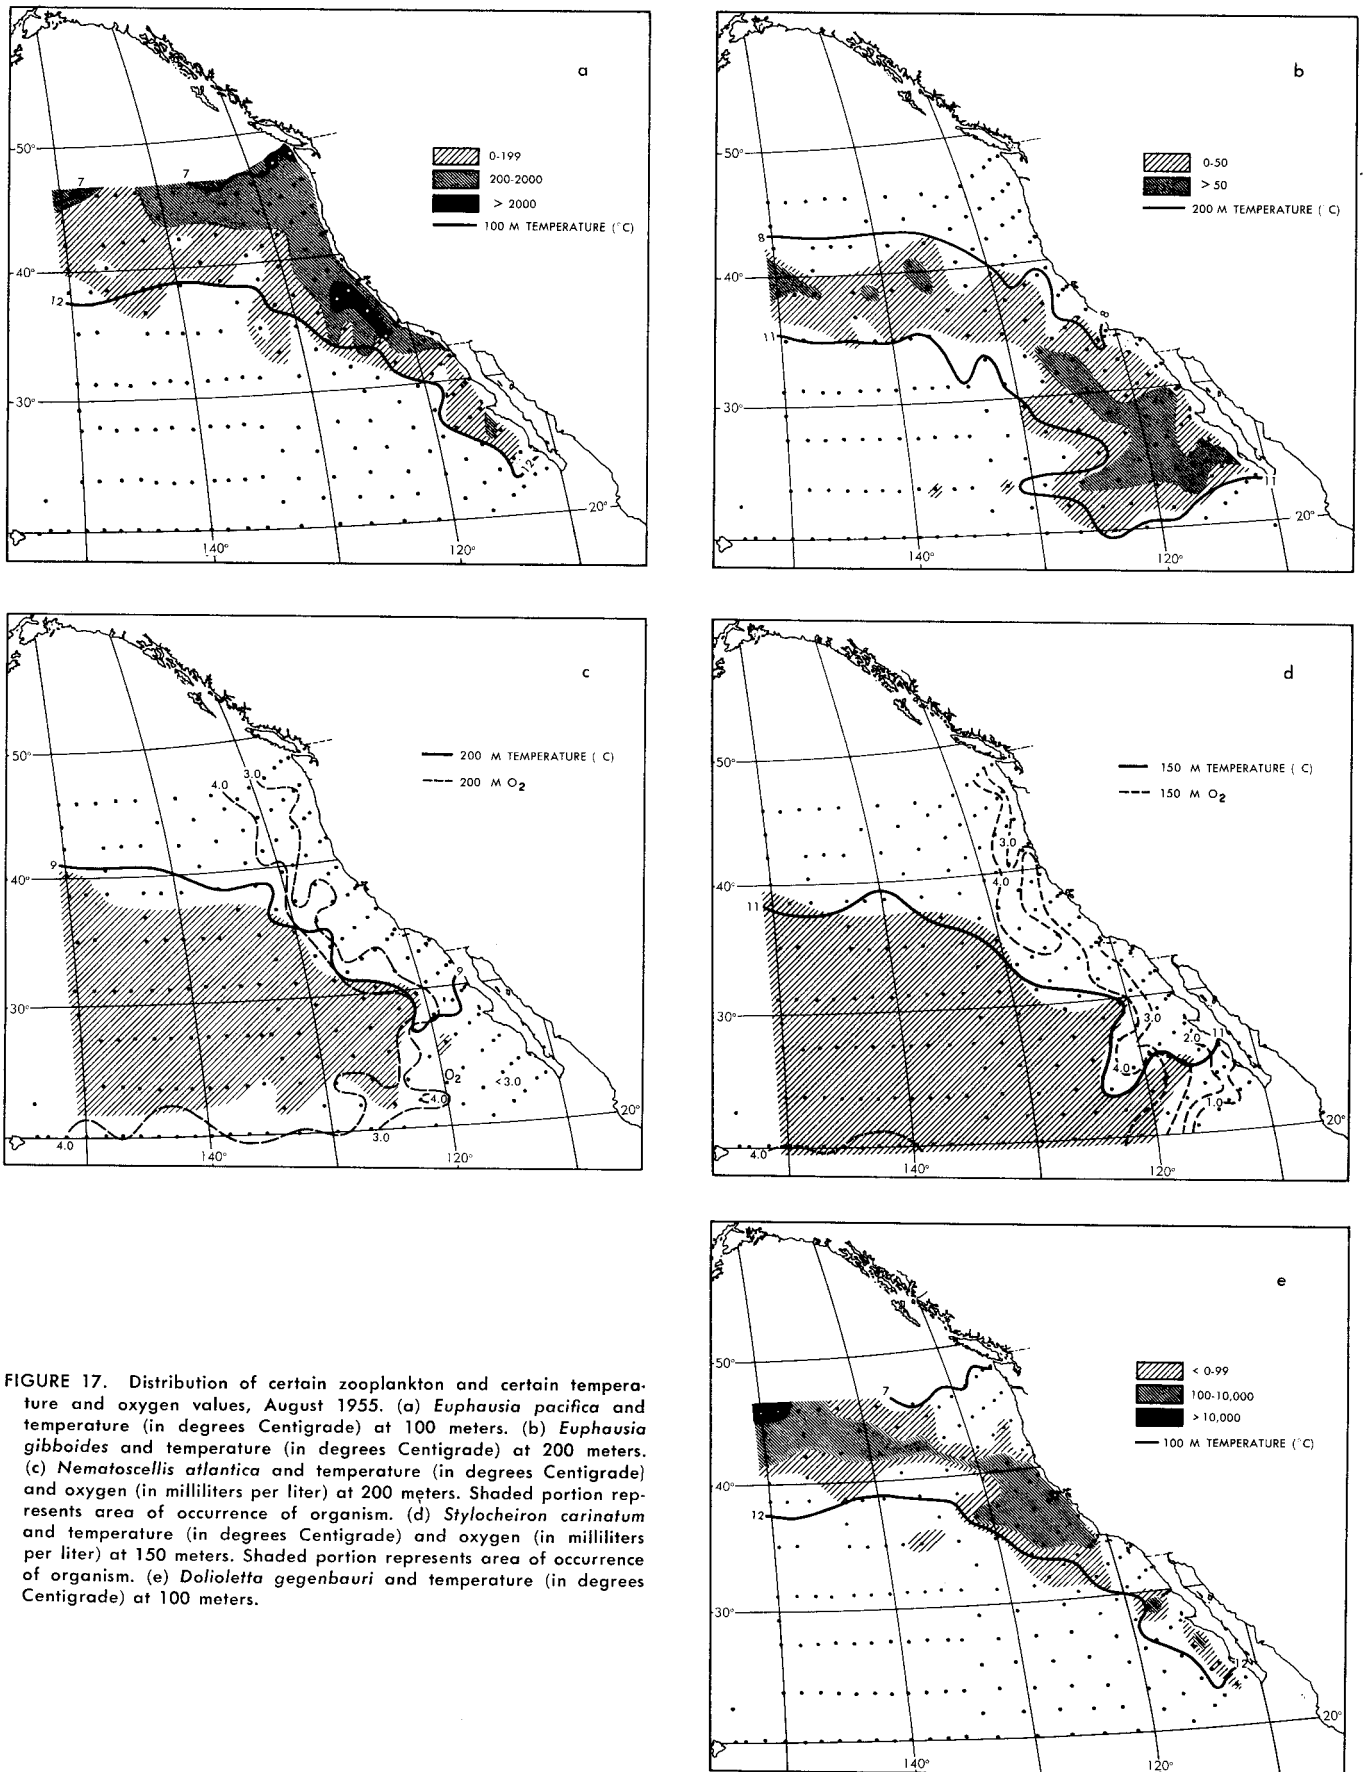 a
50°
40°
30°
20°
140°
120°
7
7
12
12
0-199
200-2000
> 2000
100 M TEMPERATURE (°C)
b
50°
40°
30°
20°
140°
120°
8
8
11
11
0-50
> 50
200 M TEMPERATURE ( C)
c
50°
40°
30°
20°
140°
120°
3.0
4.0
9
9
O2
<3.0
<4.0
4.0
3.0
200 M TEMPERATURE ( C)
200 M O2
d
50°
40°
30°
20°
140°
120°
11
11
3.0
4.0
3.0
2.0
4.0
1.0
4.0
150 M TEMPERATURE ( C)
150 M O2
e
50°
40°
30°
20°
140°
120°
7
12
12
< 0-99
100-10,000
> 10,000
100 M TEMPERATURE (°C)
FIGURE 17. Distribution of certain zooplankton and certain tempera-
ture and oxygen values, August 1955. (a) Euphausia pacifica and
temperature (in degrees Centigrade) at 100 meters. (b) Euphausia
gibboides and temperature (in degrees Centigrade) at 200 meters.
(c) Nematoscellis atlantica and temperature (in degrees Centigrade)
and oxygen (in milliliters per liter) at 200 meters. Shaded portion rep-
resents area of occurrence of organism. (d) Stylocheiron carinatum
and temperature (in degrees Centigrade) and oxygen (in milliliters
per liter) at 150 meters. Shaded portion represents area of occurrence
of organism. (e) Dolioletta gegenbauri and temperature (in degrees
Centigrade) at 100 meters.